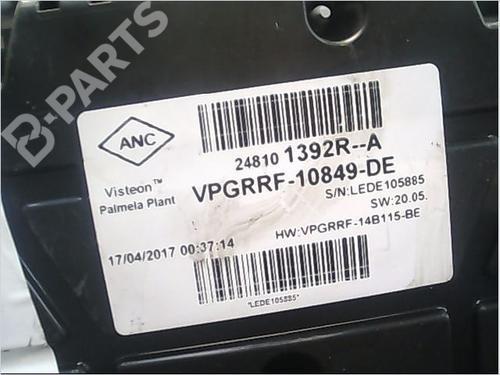 B-PARTS
ANC
Visteon™
Palmela Plant
24810 1392R--A
VPGRRF-10849-DE
S/N:LEDE105885
SW:20.05.
17/04/2017 00:37:14
HW:VPGRRF-14B115-BE
*LEDE105885*